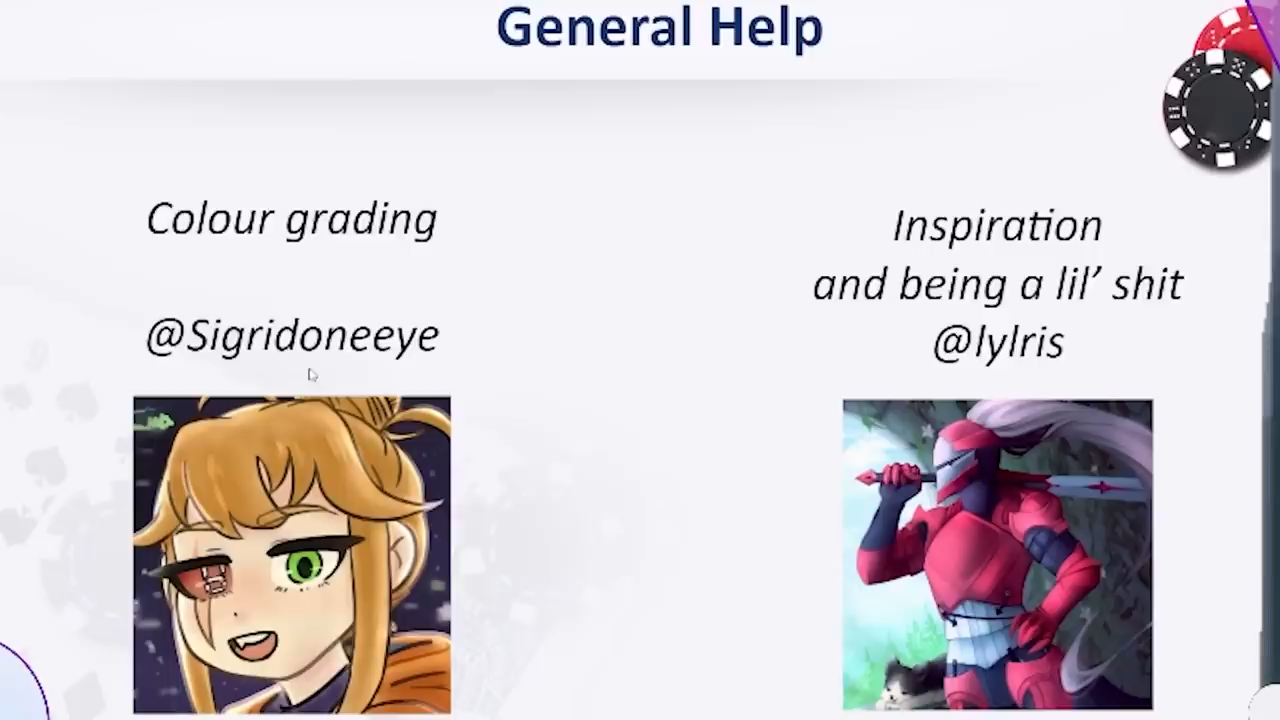 General Help
Colour grading
@Sigridoneeye
Inspiration
and being a lil’ shit
@lylris